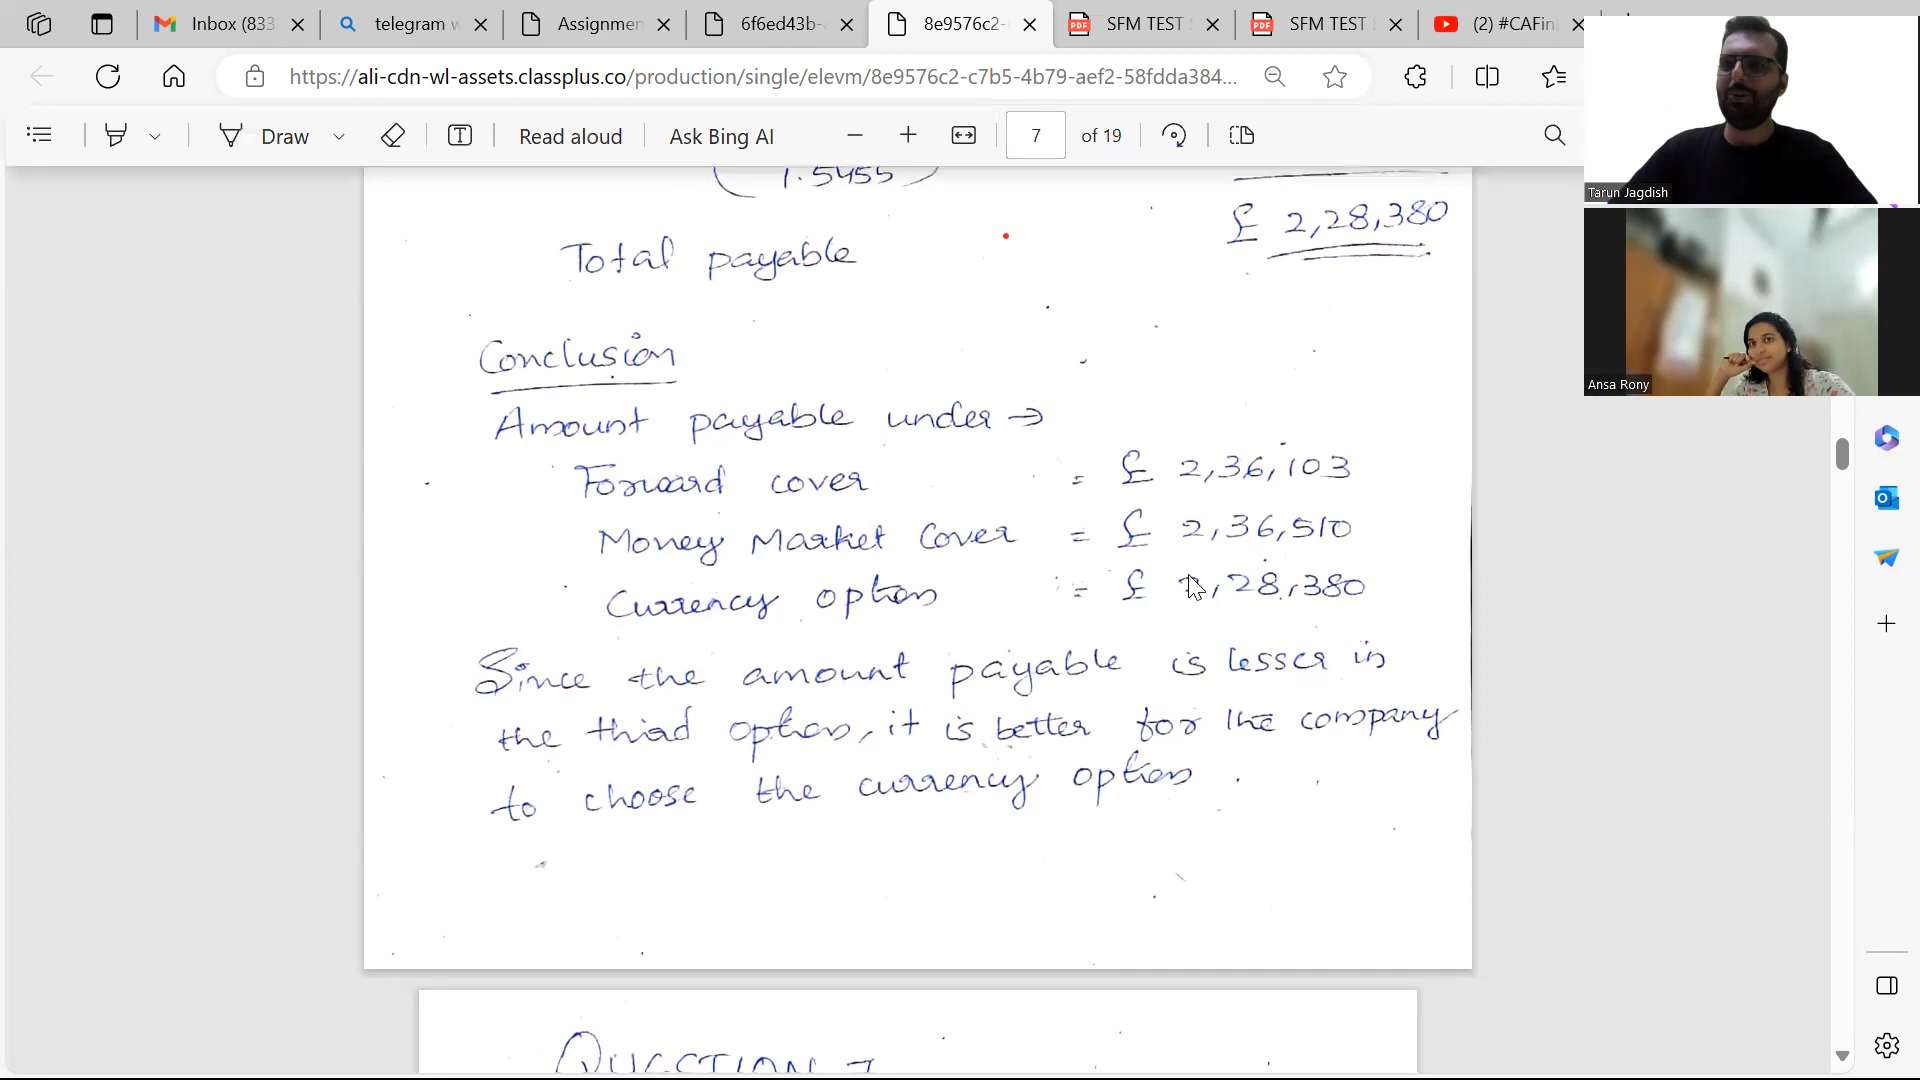 Inbox (833
telegram w
Assignmen
6f6ed43b-
8e9576c2-
SFM TEST
SFM TEST
(2) #CAFin
https://ali-cdn-wl-assets.classplus.co/production/single/elevm/8e9576c2-c7b5-4b79-aef2-58fdda384...
Draw
Read aloud
Ask Bing AI
7 of 19
Tarun Jagdish
Ansa Rony
1.5455
£ 2,28,380
Total payable
Conclusion
Amount payable under →
Forward cover = £ 2,36,103
Money Market Cover = £ 2,36,510
Currency option = £ 2,28,380
Since the amount payable is lesser in
the third option, it is better for the company
to choose the currency option.
QUESTION 7